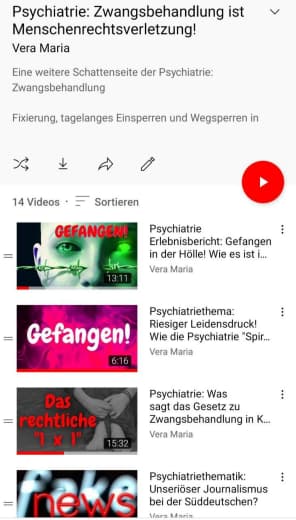 Psychiatrie: Zwangsbehandlung ist
Menschenrechtsverletzung!
Vera Maria
Eine weitere Schattenseite der Psychiatrie:
Zwangsbehandlung
Fixierung, tagelanges Einsperren und Wegsperren in
14 Videos · Sortieren
GEFANGEN!
13:11
Psychiatrie
Erlebnisbericht: Gefangen
in der Hölle! Wie es ist i...
Vera Maria
Gefangen!
6:16
Psychiatriethema:
Riesiger Leidensdruck!
Wie die Psychiatrie "Spir...
Vera Maria
Das
rechtliche
"1 x 1"
15:32
Psychiatrie: Was
sagt das Gesetz zu
Zwangsbehandlung in K...
Vera Maria
fake
news
Psychiatriethematik:
Unseriöser Journalismus
bei der Süddeutschen?
Vera Maria